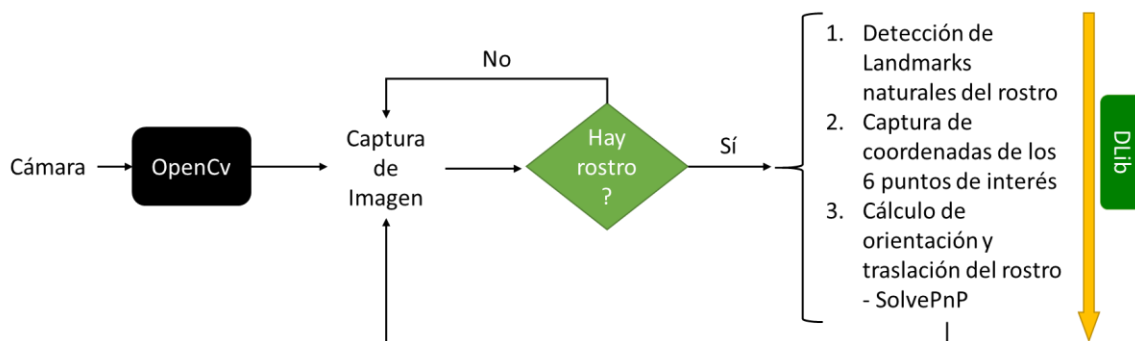 Cámara
OpenCv
Captura
de
Imagen
No
Hay
rostro
?
Sí
1. Detección de
Landmarks
naturales del rostro
2. Captura de
coordenadas de los
6 puntos de interés
3. Cálculo de
orientación y
traslación del rostro
- SolvePnP
DLib